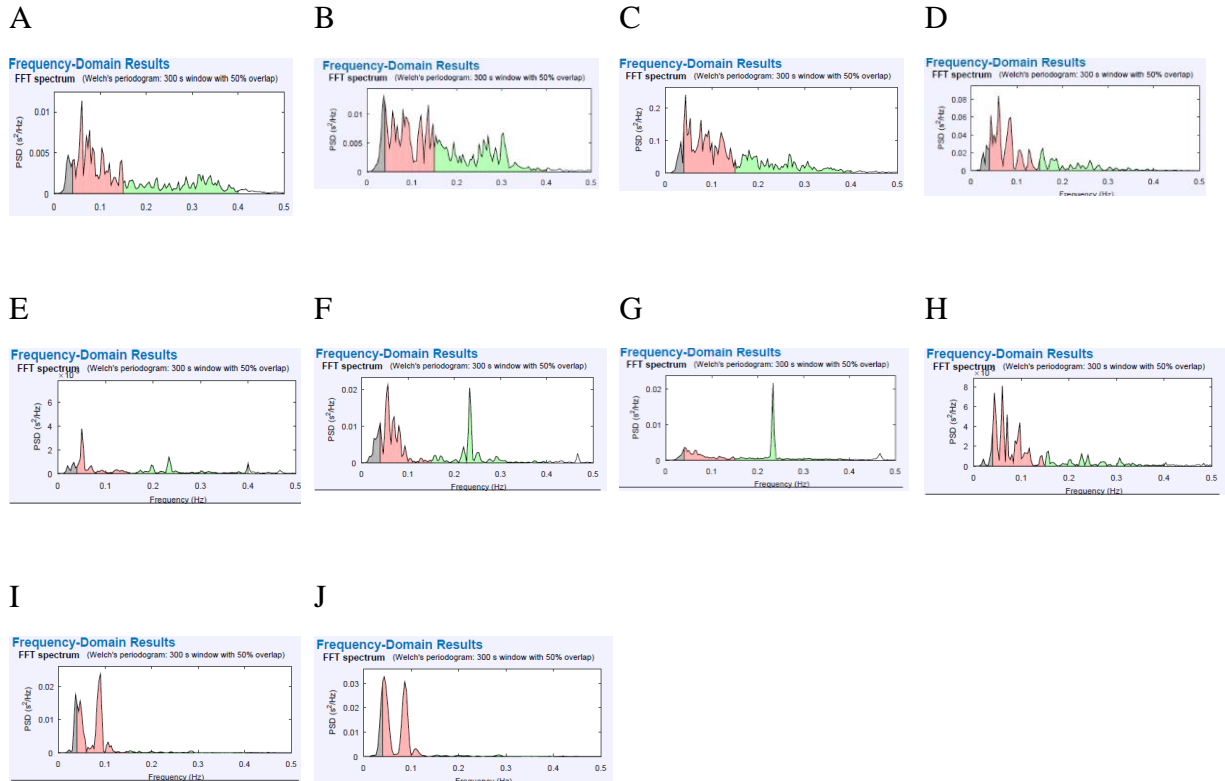 A B C D
Frequency-Domain Results Frequency-Domain Results Frequency-Domain Results Frequency-Domain Results
FFT spectrum (Welch's periodogram: 300 s window with 50% overlap) FFT spectrum (Welch's periodogram: 300 s window with 50% overlap) FFT spectrum (Welch's periodogram: 300 s window with 50% overlap) FFT spectrum (Welch's periodogram: 300 s window with 50% overlap)
PSD (s²/Hz) 0.01 0.005 0 PSD (s²/Hz) 0.01 0.005 0 PSD (s²/Hz) 0.2 0.1 0 PSD (s²/Hz) 0.08 0.06 0.04 0.02 0
0 0.1 0.2 0.3 0.4 0.5 0 0.1 0.2 0.3 0.4 0.5 0 0.1 0.2 0.3 0.4 0.5 0 0.1 0.2 0.3 0.4 0.5
Frequency (Hz) Frequency (Hz)
E F G H
Frequency-Domain Results Frequency-Domain Results Frequency-Domain Results Frequency-Domain Results
FFT spectrum (Welch's periodogram: 300 s window with 50% overlap) FFT spectrum (Welch's periodogram: 300 s window with 50% overlap) FFT spectrum (Welch's periodogram: 300 s window with 50% overlap) FFT spectrum (Welch's periodogram: 300 s window with 50% overlap)
PSD (s²/Hz) 6 4 2 0 PSD (s²/Hz) 0.02 0.01 0 PSD (s²/Hz) 0.02 0.01 0 PSD (s²/Hz) 8 6 4 2 0
0 0.1 0.2 0.3 0.4 0.5 0 0.1 0.2 0.3 0.4 0.5 0 0.1 0.2 0.3 0.4 0.5 0 0.1 0.2 0.3 0.4 0.5
Frequency (Hz) Frequency (Hz) Frequency (Hz) Frequency (Hz)
I J
Frequency-Domain Results Frequency-Domain Results
FFT spectrum (Welch's periodogram: 300 s window with 50% overlap) FFT spectrum (Welch's periodogram: 300 s window with 50% overlap)
PSD (s²/Hz) 0.02 0.01 0 PSD (s²/Hz) 0.03 0.02 0.01 0
0 0.1 0.2 0.3 0.4 0.5 0 0.1 0.2 0.3 0.4 0.5
Frequency (Hz) Frequency (Hz)